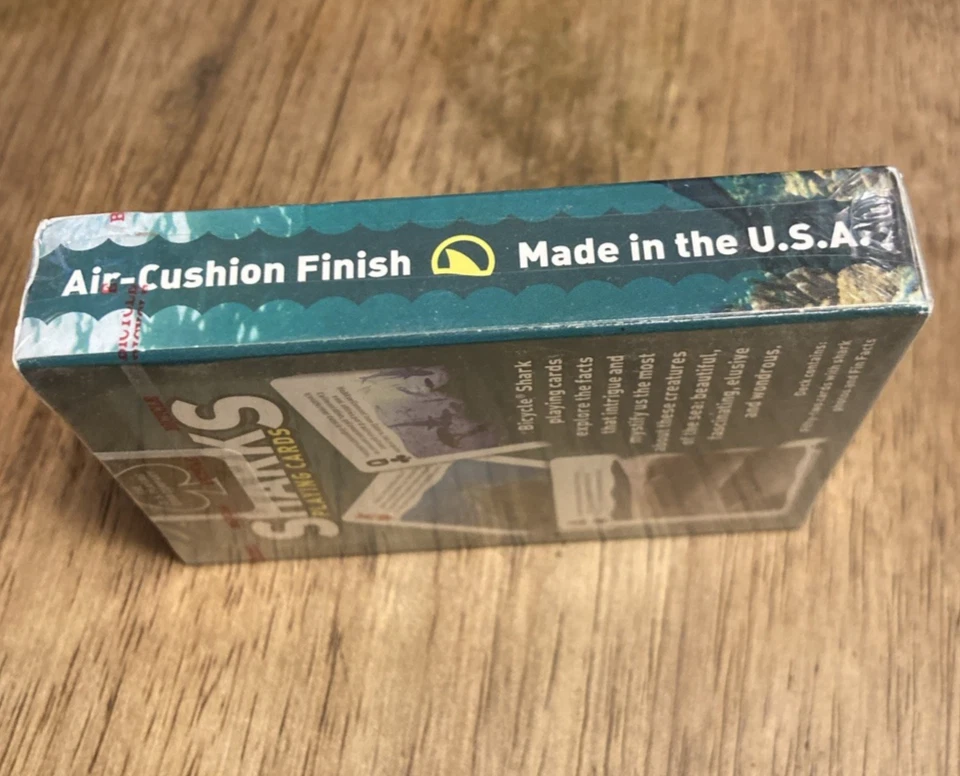 Air-Cushion Finish Made in the U.S.A.
SHARKS
PLAYING CARDS
Bicycle® Shark
playing cards
explore the facts
that intrigue and
mystify us the most
about these creatures
of the sea: beautiful,
fascinating, elusive
and wondrous.
Deck contains:
cards with shark
photos and Fin Facts